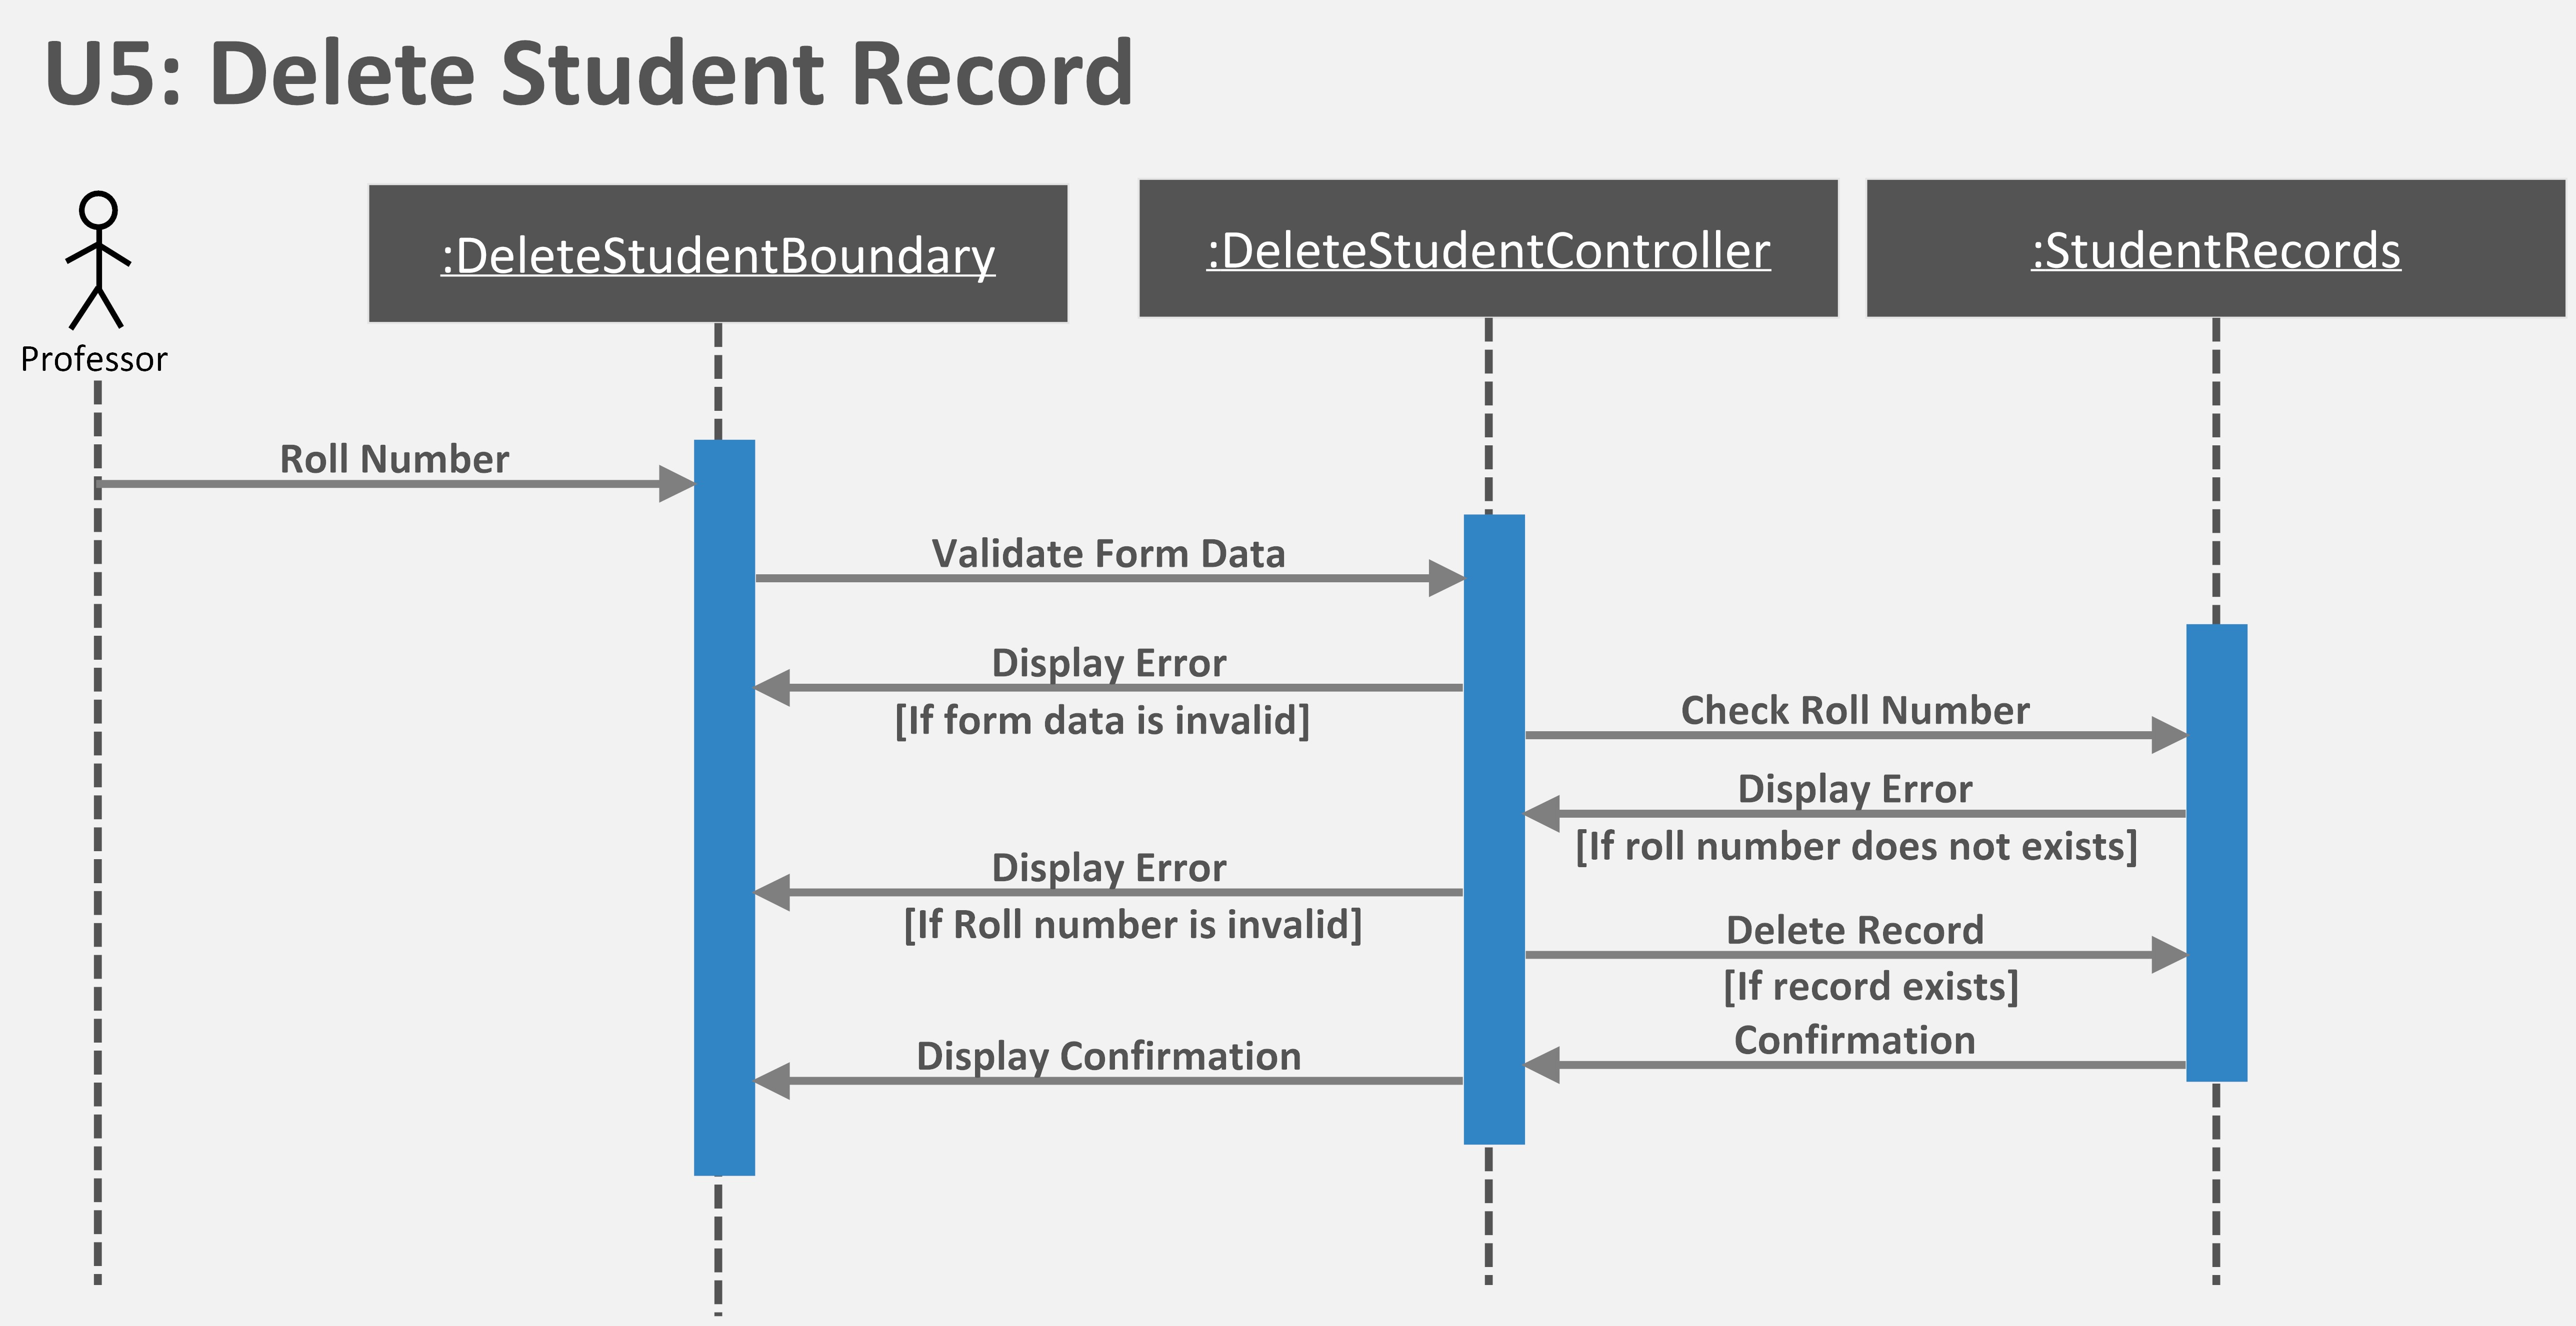 U5: Delete Student Record
:DeleteStudentBoundary
:DeleteStudentController
:StudentRecords
Professor
Roll Number
Validate Form Data
Display Error
[If form data is invalid]
Check Roll Number
Display Error
[If roll number does not exists]
Display Error
[If Roll number is invalid]
Delete Record
[If record exists]
Confirmation
Display Confirmation